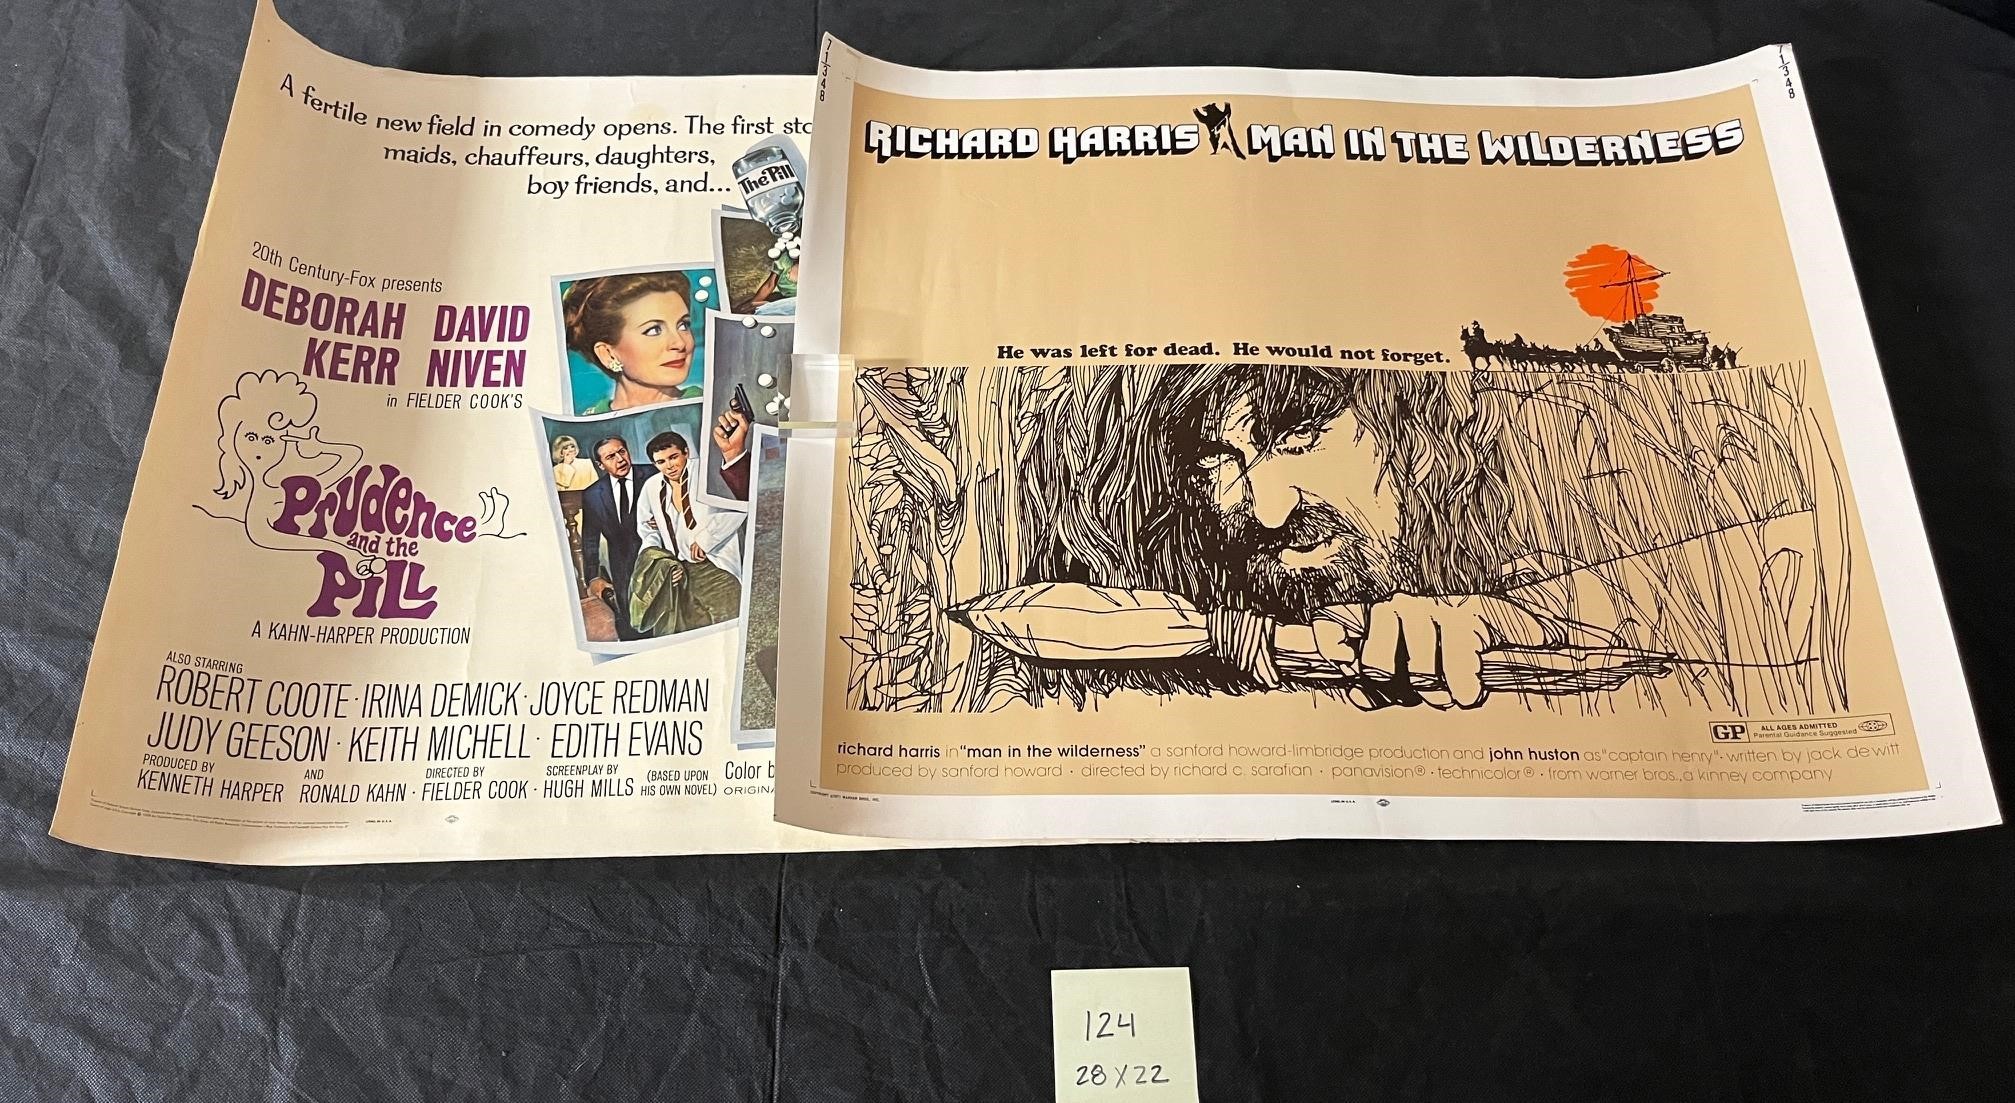 A fertile new field in comedy opens. The first
maids, chauffeurs, daughters,
boy friends, and...
The Pill
20th Century-Fox presents
DEBORAH DAVID
KERR NIVEN
in FIELDER COOK'S
Prudence
and the
Pill
A KAHN-HARPER PRODUCTION
ALSO STARRING
ROBERT COOTE · IRINA DEMICK · JOYCE REDMAN
JUDY GEESON · KEITH MICHELL · EDITH EVANS
PRODUCED BY KENNETH HARPER AND RONALD KAHN · DIRECTED BY FIELDER COOK · SCREENPLAY BY HUGH MILLS (BASED UPON HIS OWN NOVEL) Color
71/348
71/348
RICHARD HARRIS MAN IN THE WILDERNESS
He was left for dead. He would not forget.
GP ALL AGES ADMITTED
Parental Guidance Suggested
richard harris in "man in the wilderness" a sanford howard-limbridge production and john huston as "captain henry" · written by jack dewitt
produced by sanford howard · directed by richard c. sarafian · panavision® · technicolor® · from warner bros., a kinney company
124
28 X 22